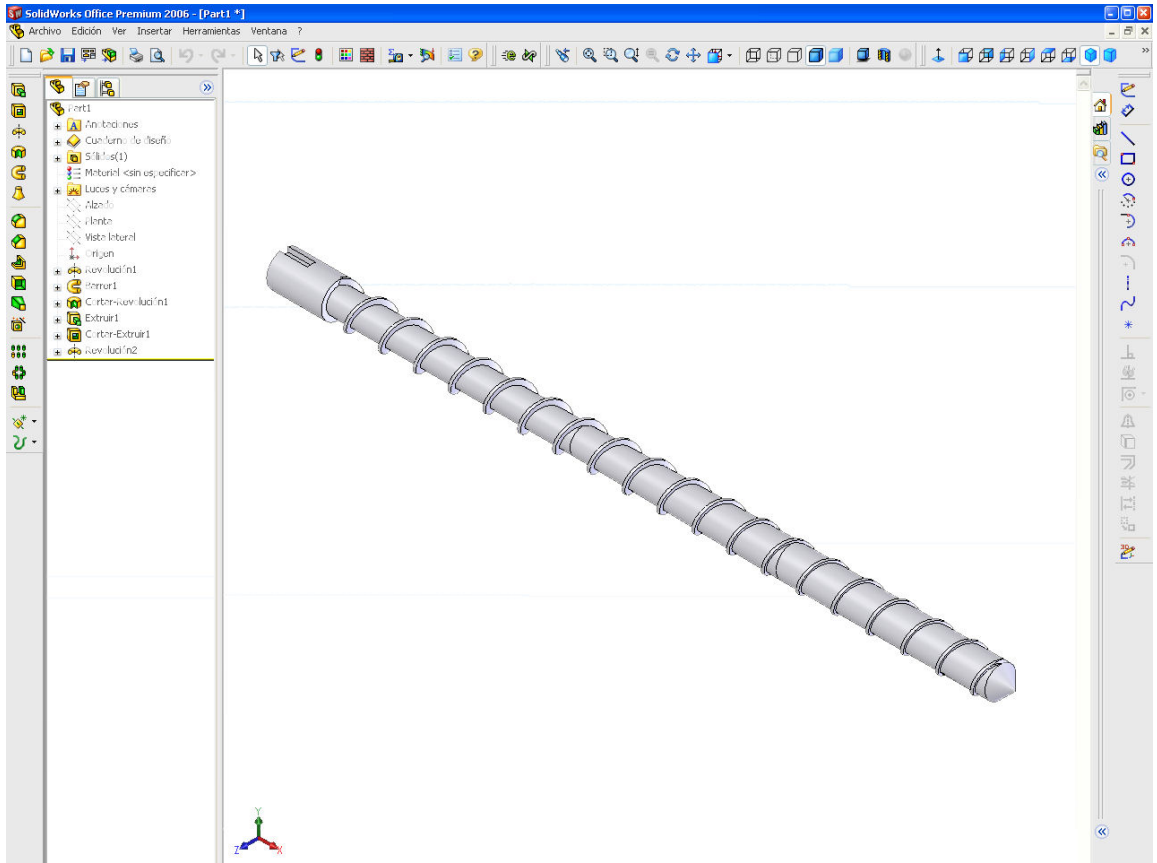 SolidWorks Office Premium 2006 - [Part1 *]
Archivo Edición Ver Insertar Herramientas Ventana ?
Part1
Anotaciones
Cuaderno de diseño
Sólidos(1)
Material <sin especificar>
Luces y cámaras
Alzado
Planta
Vista lateral
Origen
Revolución1
Barrer1
Cortar-Revolución1
Extruir1
Cortar-Extruir1
Revolución2
Y
Z
X